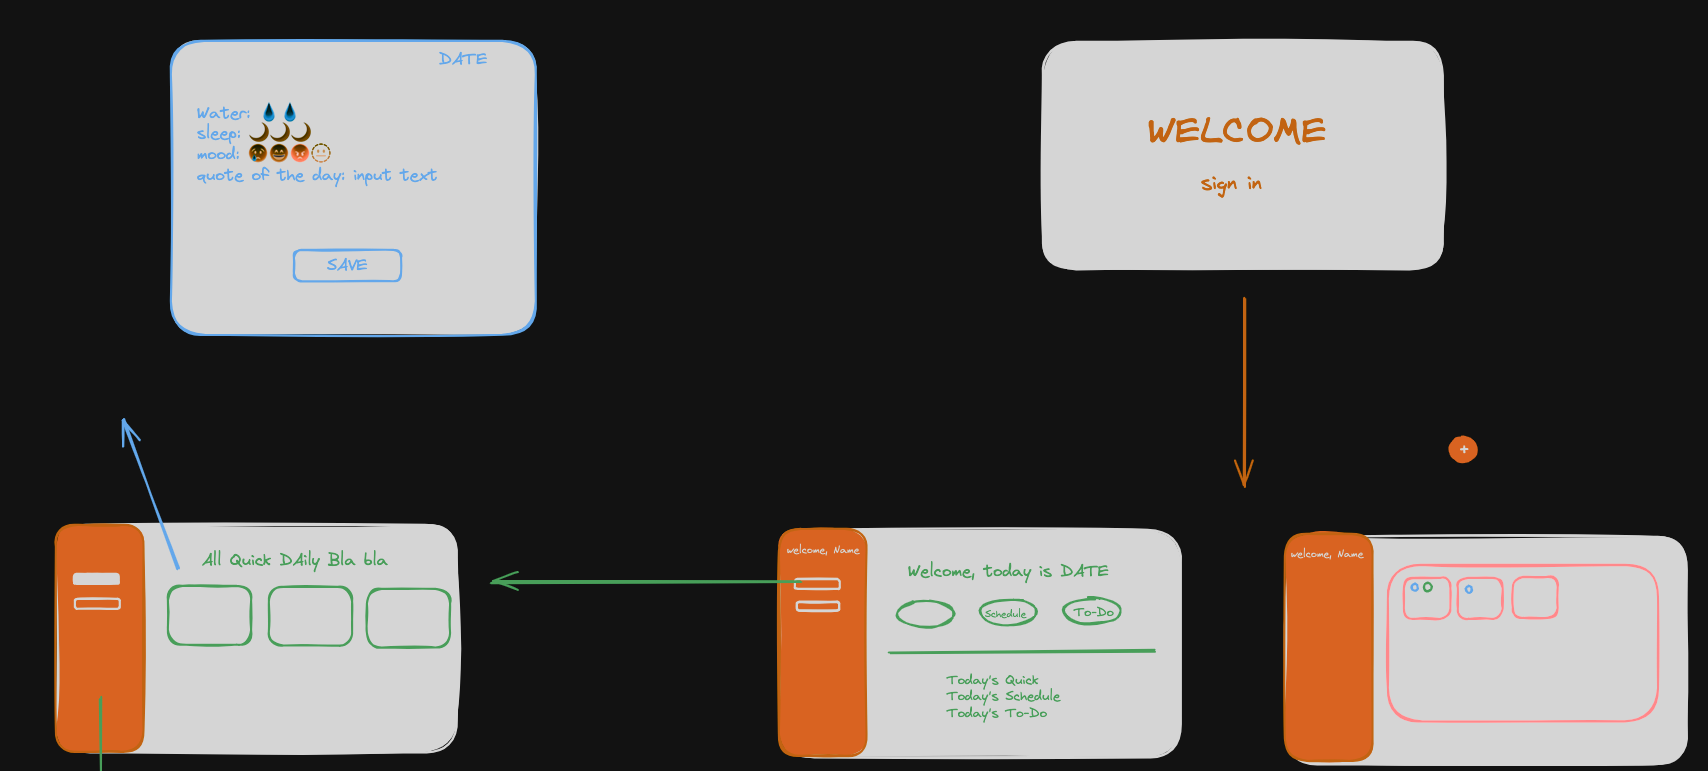 DATE
Water: 💧 💧
sleep: 🌙🌙🌙
mood: 😢😄😡😐
quote of the day: input text
SAVE
WELCOME
Sign in
+
All Quick DAily Bla bla
welcome, Name
Welcome, today is DATE
Schedule
To-Do
Today's Quick
Today's Schedule
Today's To-Do
welcome, Name